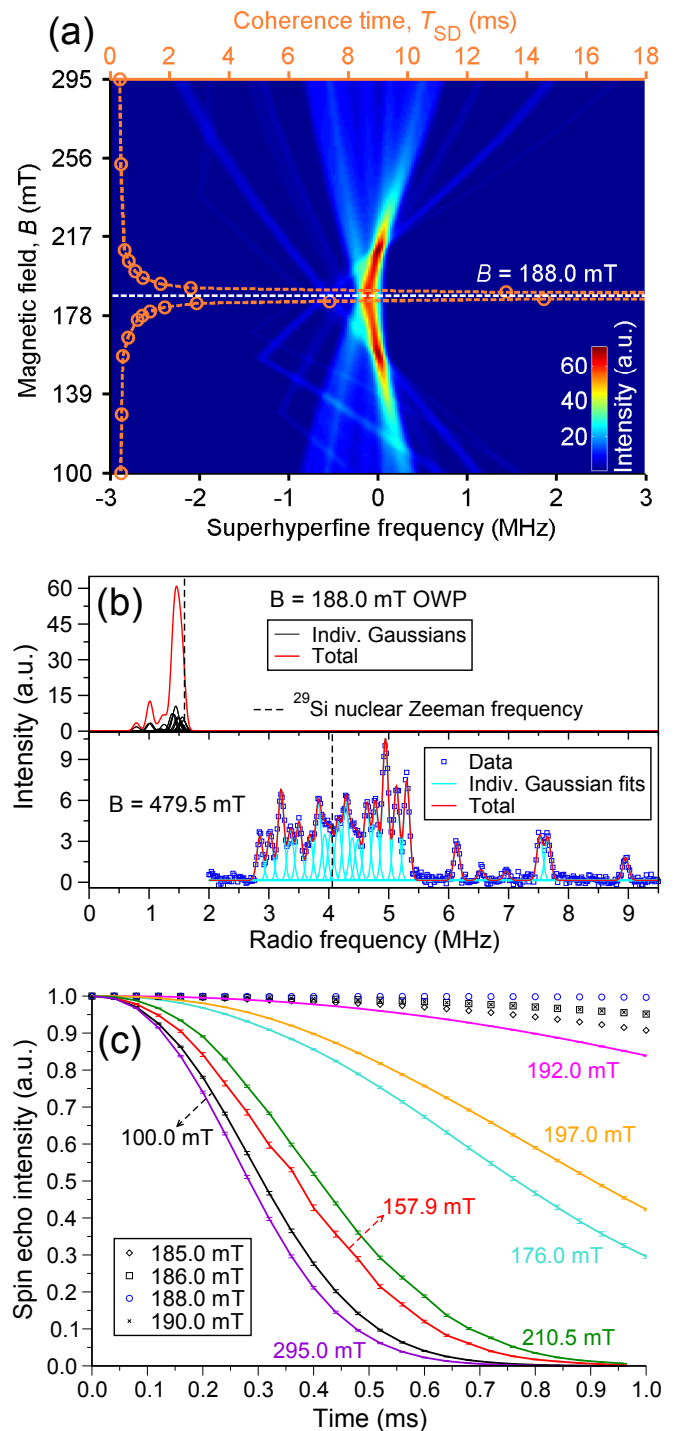 (a)
Coherence time, T_SD (ms)
0 3 6 9 12 15 18
295
256
217
178
139
100
Magnetic field, B (mT)
B = 188.0 mT
60
40
20
Intensity (a.u.)
-3 -2 -1 0 1 2 3
Superhyperfine frequency (MHz)
(b)
B = 188.0 mT OWP
Indiv. Gaussians
Total
29Si nuclear Zeeman frequency
60
45
30
15
0
Intensity (a.u.)
B = 479.5 mT
Data
Indiv. Gaussian fits
Total
9
6
3
0
0 1 2 3 4 5 6 7 8 9
Radio frequency (MHz)
(c)
1.0
0.9
0.8
0.7
0.6
0.5
0.4
0.3
0.2
0.1
0.0
Spin echo intensity (a.u.)
192.0 mT
100.0 mT
197.0 mT
157.9 mT
176.0 mT
185.0 mT
186.0 mT
188.0 mT
190.0 mT
295.0 mT
210.5 mT
0.0 0.1 0.2 0.3 0.4 0.5 0.6 0.7 0.8 0.9 1.0
Time (ms)